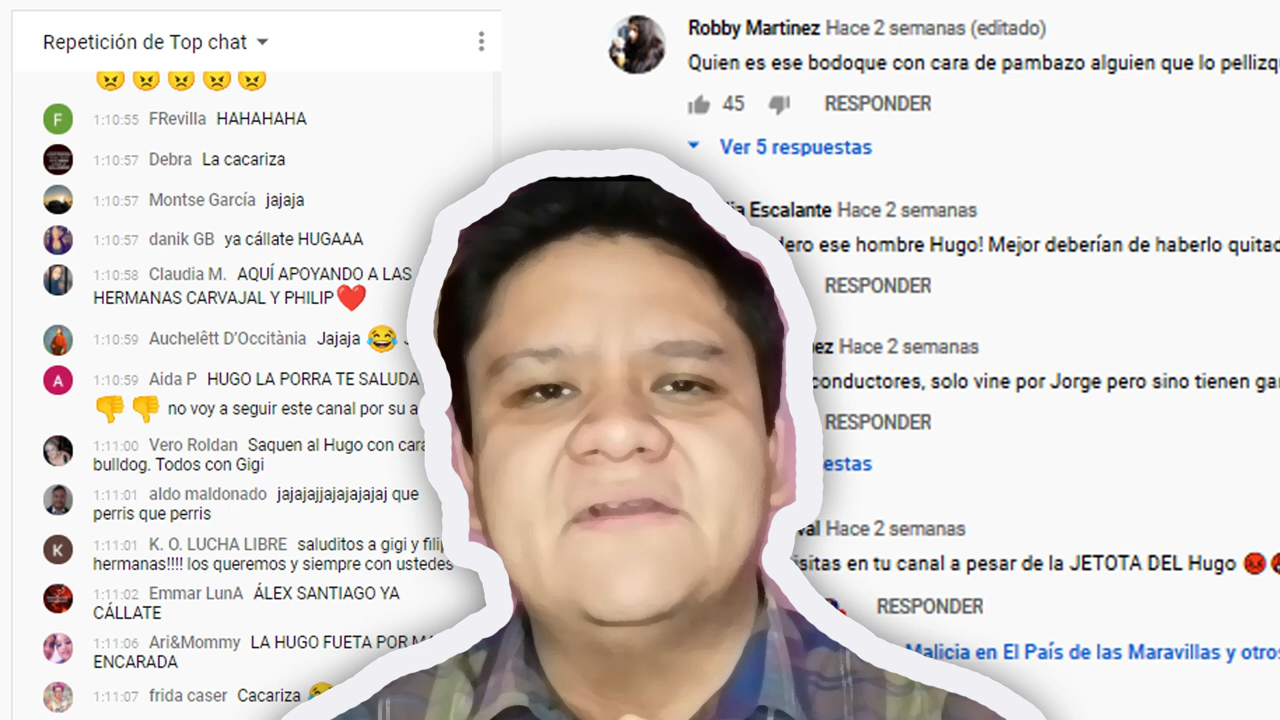 Repetición de Top chat
1:10:55 FRevilla HAHAHAHA
1:10:57 Debra La cacariza
1:10:57 Montse García jajaja
1:10:57 danik GB ya cállate HUGAAA
1:10:58 Claudia M. AQUÍ APOYANDO A LAS
HERMANAS CARVAJAL Y PHILIP
1:10:59 Auchelêtt D'Occitània Jajaja
1:10:59 Aida P HUGO LA PORRA TE SALUDA
no voy a seguir este canal por su
1:11:00 Vero Roldan Saquen al Hugo con
bulldog. Todos con Gigi
1:11:01 aldo maldonado jajajajjajajajajaj que
perris que perris
1:11:01 K. O. LUCHA LIBRE saluditos a gigi y
hermanas!!!! los queremos y siempre con ustedes
1:11:02 Emmar LunA ÁLEX SANTIAGO YA
CÁLLATE
1:11:06 Ari&Mommy LA HUGO FUETA POR
ENCARADA
1:11:07 frida caser Cacariza
Robby Martinez Hace 2 semanas (editado)
Quien es ese bodoque con cara de pambazo alguien que lo
45 RESPONDER
Ver 5 respuestas
Escalante Hace 2 semanas
ese hombre Hugo! Mejor deberían de haberlo
RESPONDER
Hace 2 semanas
conductores, solo vine por Jorge pero sino tienen
RESPONDER
Hace 2 semanas
en tu canal a pesar de la JETOTA DEL Hugo
RESPONDER
Malicia en El País de las Maravillas y